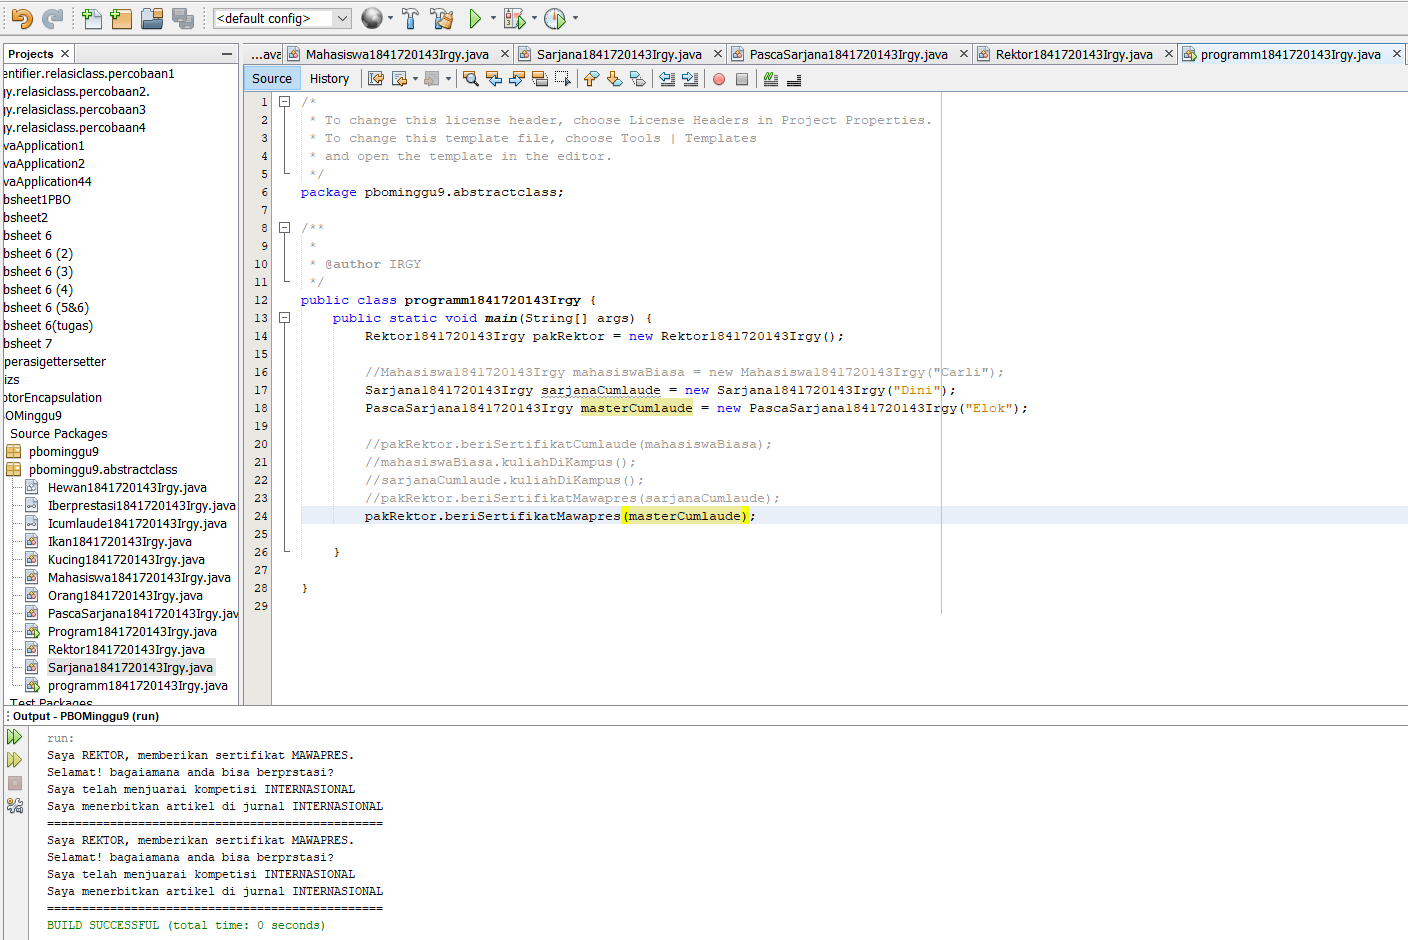 <default config>
Projects
...ava
Mahasiswa1841720143Irgy.java
Sarjana1841720143Irgy.java
PascaSarjana1841720143Irgy.java
Rektor1841720143Irgy.java
programm1841720143Irgy.java
Source
History
entifier.relasiclass.percobaan1
gy.relasiclass.percobaan2.
gy.relasiclass.percobaan3
gy.relasiclass.percobaan4
vaApplication1
vaApplication2
vaApplication44
bsheet1PBO
bsheet2
bsheet 6
bsheet 6 (2)
bsheet 6 (3)
bsheet 6 (4)
bsheet 6 (5&6)
bsheet 6(tugas)
bsheet 7
perasigettersetter
izs
otorEncapsulation
OMinggu9
Source Packages
pbominggu9
pbominggu9.abstractclass
Hewan1841720143Irgy.java
Iberprestasi1841720143Irgy.java
Icumlaude1841720143Irgy.java
Ikan1841720143Irgy.java
Kucing1841720143Irgy.java
Mahasiswa1841720143Irgy.java
Orang1841720143Irgy.java
PascaSarjana1841720143Irgy.jav
Program1841720143Irgy.java
Rektor1841720143Irgy.java
Sarjana1841720143Irgy.java
programm1841720143Irgy.java
Test Packages
1 /*
2 * To change this license header, choose License Headers in Project Properties.
3 * To change this template file, choose Tools | Templates
4 * and open the template in the editor.
5 */
6 package pbominggu9.abstractclass;
7
8 /**
9 *
10 * @author IRGY
11 */
12 public class programm1841720143Irgy {
13 public static void main(String[] args) {
14 Rektor1841720143Irgy pakRektor = new Rektor1841720143Irgy();
15
16 //Mahasiswa1841720143Irgy mahasiswaBiasa = new Mahasiswa1841720143Irgy("Carli");
17 Sarjana1841720143Irgy sarjanaCumlaude = new Sarjana1841720143Irgy("Dini");
18 PascaSarjana1841720143Irgy masterCumlaude = new PascaSarjana1841720143Irgy("Elok");
19
20 //pakRektor.beriSertifikatCumlaude(mahasiswaBiasa);
21 //mahasiswaBiasa.kuliahDiKampus();
22 //sarjanaCumlaude.kuliahDiKampus();
23 //pakRektor.beriSertifikatMawapres(sarjanaCumlaude);
24 pakRektor.beriSertifikatMawapres(masterCumlaude);
25
26 }
27
28 }
29
Output - PBOMinggu9 (run)
run:
Saya REKTOR, memberikan sertifikat MAWAPRES.
Selamat! bagaiamana anda bisa berprstasi?
Saya telah menjuarai kompetisi INTERNASIONAL
Saya menerbitkan artikel di jurnal INTERNASIONAL
================================================
Saya REKTOR, memberikan sertifikat MAWAPRES.
Selamat! bagaiamana anda bisa berprstasi?
Saya telah menjuarai kompetisi INTERNASIONAL
Saya menerbitkan artikel di jurnal INTERNASIONAL
================================================
BUILD SUCCESSFUL (total time: 0 seconds)